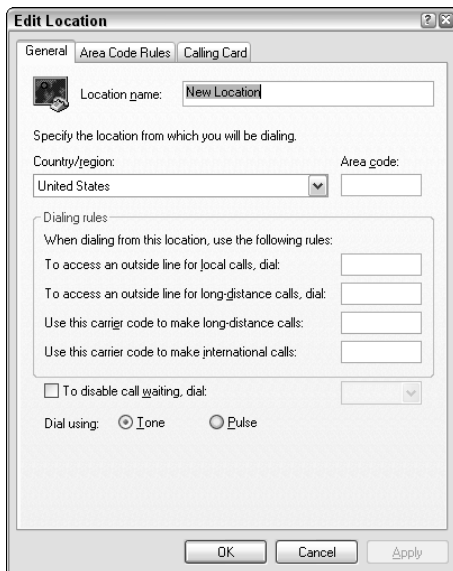 Edit Location
General Area Code Rules Calling Card
Location name: New Location
Specify the location from which you will be dialing.
Country/region: Area code:
United States
Dialing rules
When dialing from this location, use the following rules:
To access an outside line for local calls, dial:
To access an outside line for long-distance calls, dial:
Use this carrier code to make long-distance calls:
Use this carrier code to make international calls:
To disable call waiting, dial:
Dial using: Tone Pulse
OK Cancel Apply